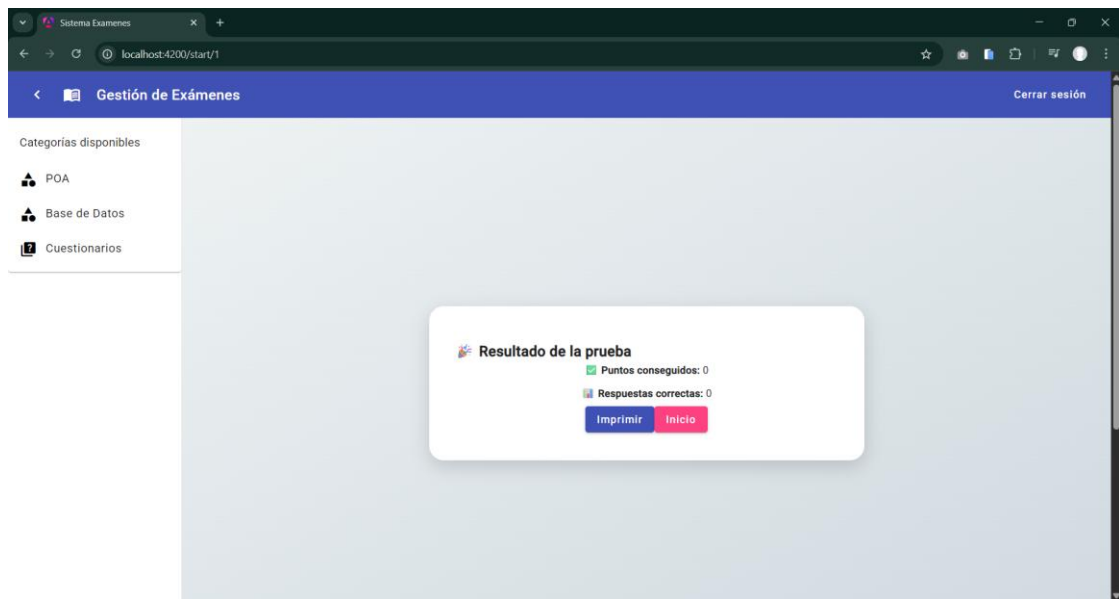 Sistema Examenes
localhost:4200/start/1
Gestión de Exámenes
Cerrar sesión
Categorías disponibles
POA
Base de Datos
Cuestionarios
Resultado de la prueba
Puntos conseguidos: 0
Respuestas correctas: 0
Imprimir Inicio